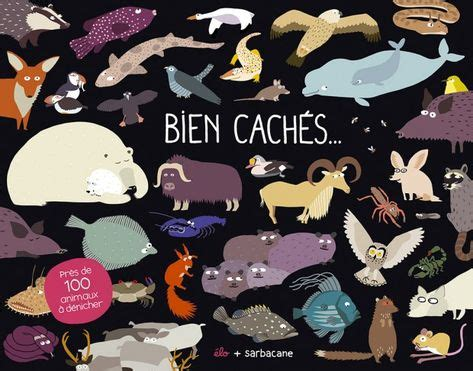 BiEN CACHÉS...
Près de
100
animaux
à dénicher
élo + sarbacane